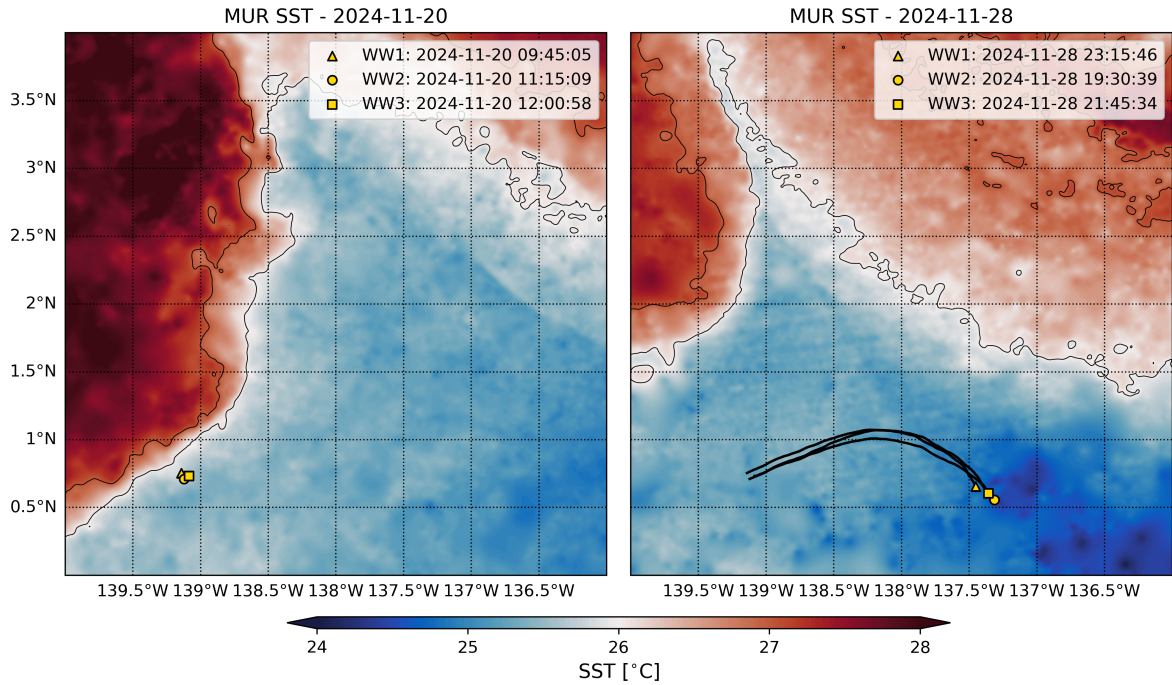 MUR SST - 2024-11-20
WW1: 2024-11-20 09:45:05
WW2: 2024-11-20 11:15:09
WW3: 2024-11-20 12:00:58
3.5°N
3°N
2.5°N
2°N
1.5°N
1°N
0.5°N
139.5°W 139°W 138.5°W 138°W 137.5°W 137°W 136.5°W
MUR SST - 2024-11-28
WW1: 2024-11-28 23:15:46
WW2: 2024-11-28 19:30:39
WW3: 2024-11-28 21:45:34
139.5°W 139°W 138.5°W 138°W 137.5°W 137°W 136.5°W
24 25 26 27 28
SST [°C]